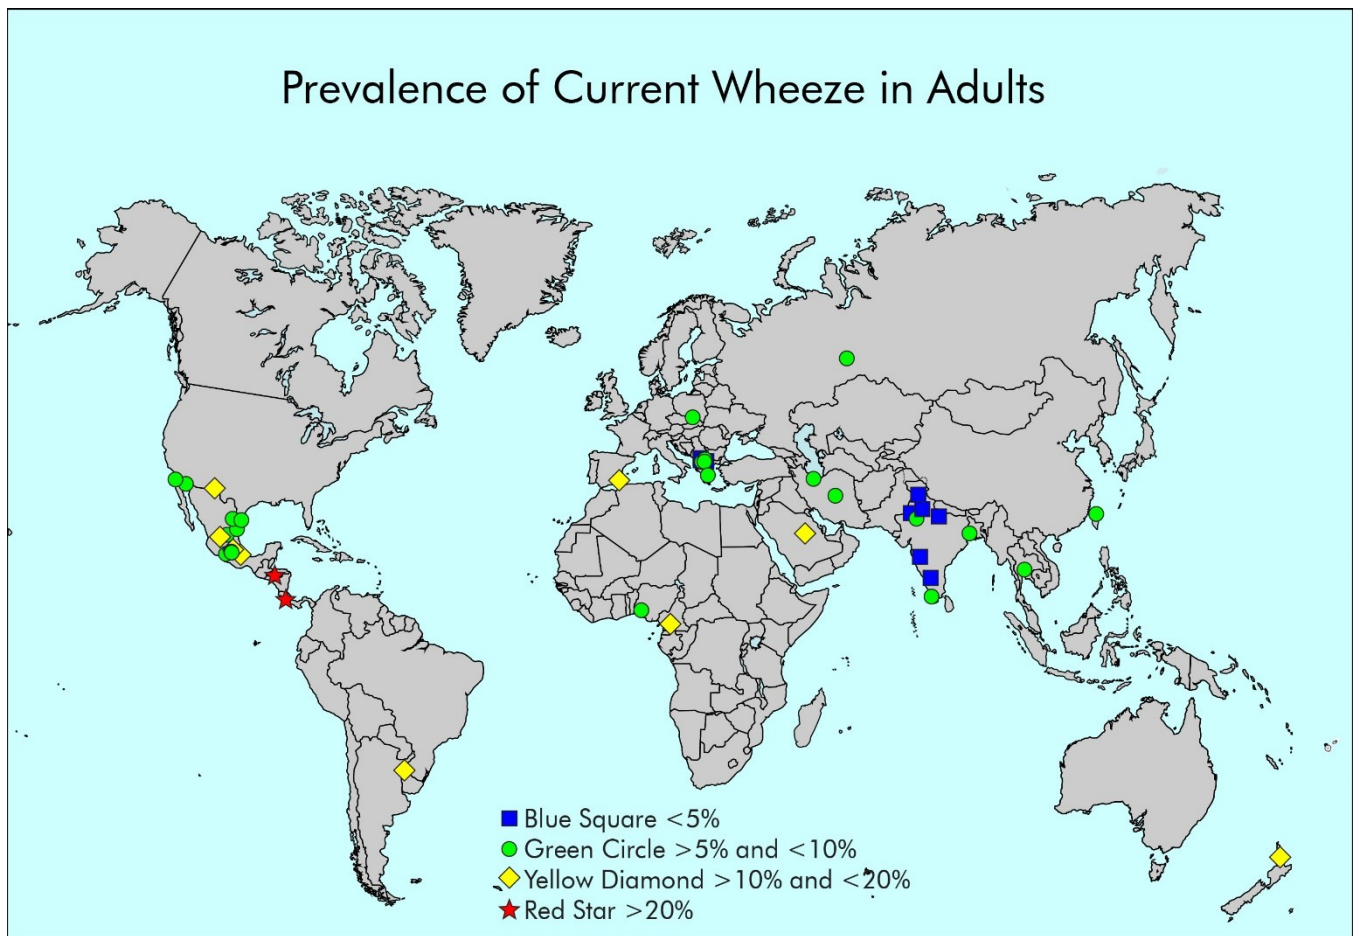 Prevalence of Current Wheeze in Adults
Blue Square <5%
Green Circle >5% and <10%
Yellow Diamond >10% and <20%
Red Star >20%